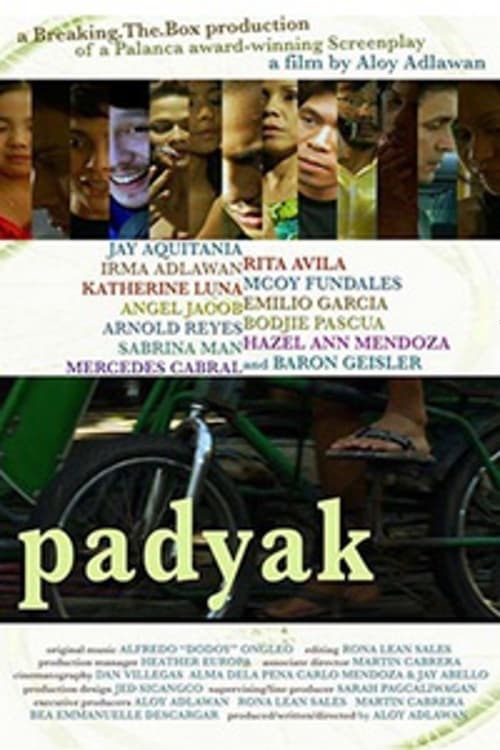 a Breaking.The.Box production
of a Palanca award-winning Screenplay
a film by Aloy Adlawan
JAY AQUITANIA
IRMA ADLAWAN
KATHERINE LUNA
ANGEL JACOB
ARNOLD REYES
SABRINA MAN
MERCEDES CABRAL
RITA AVILA
MCOY FUNDALES
EMILIO GARCIA
BODJIE PASCUA
HAZEL ANN MENDOZA
and BARON GEISLER
padyak
original music ALFREDO "DODOY" ONGLEO editing RONA LEAN SALES
production manager HEATHER EUROPA associate director MARTIN CABRERA
cinematography DAN VILLEGAS ALMA DELA PENA CARLO MENDOZA & JAY ABELLO
production design JED SICANGCO supervising/line producer SARAH PAGCALIWAGAN
executive producers ALOY ADLAWAN RONA LEAN SALES MARTIN CABRERA
BEA EMMANUELLE DESCARGAR produced/written/directed by ALOY ADLAWAN